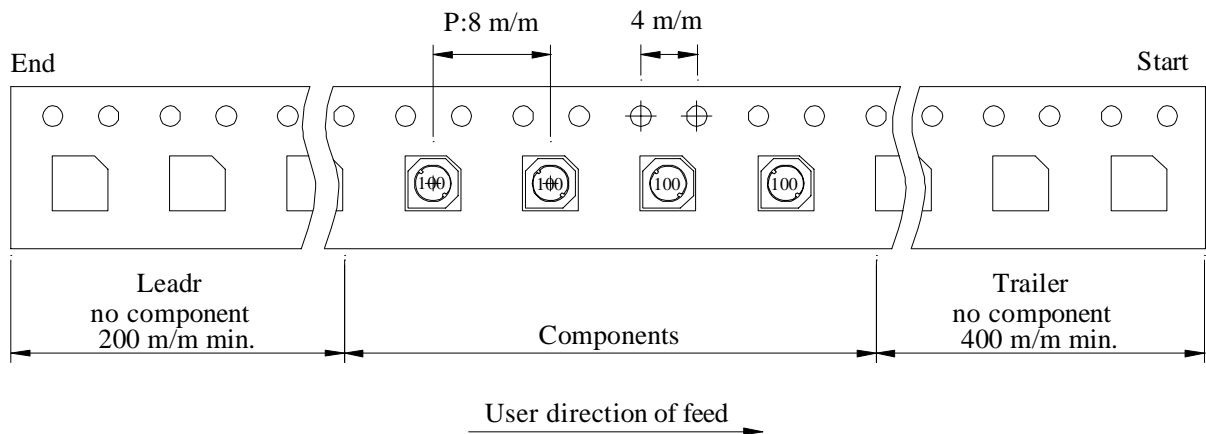 P:8 m/m
4 m/m
End
Start
100
100
100
100
Leadr
no component
200 m/m min.
Components
Trailer
no component
400 m/m min.
User direction of feed